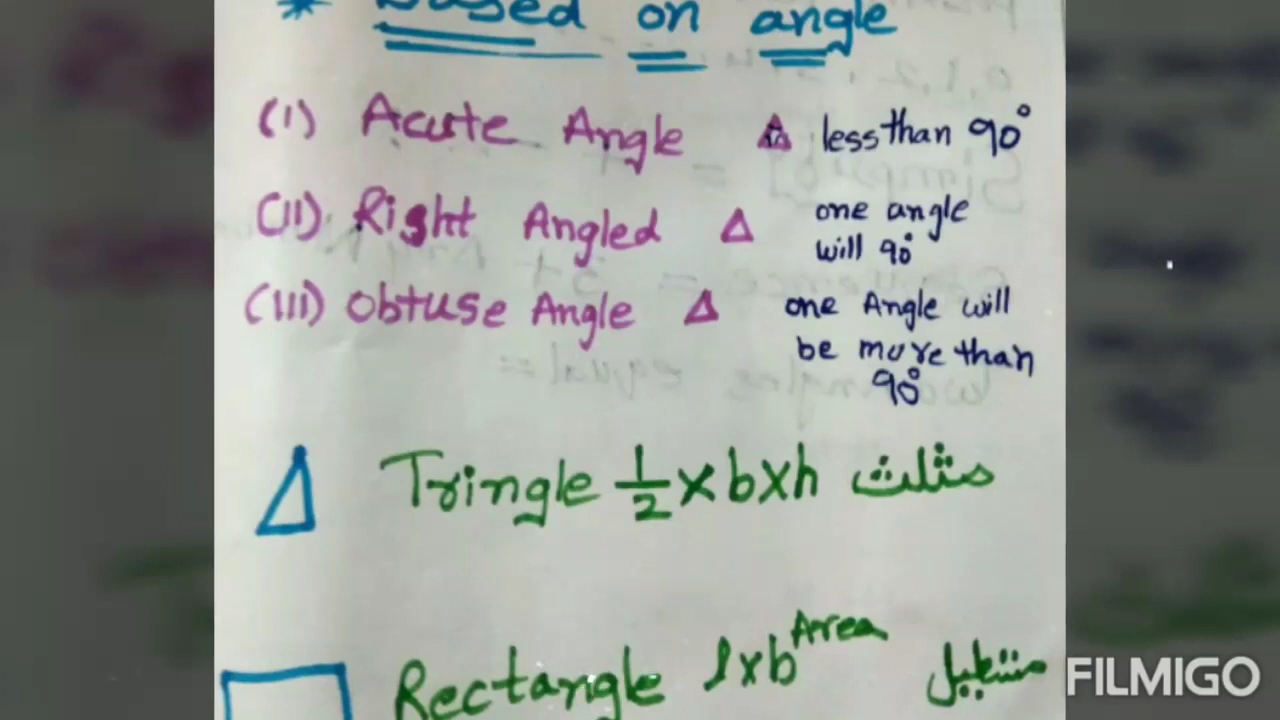 * Based on angle
(I) Acute Angle Δ less than 90°
(II) Right Angled Δ one angle
will 90°
(III) Obtuse Angle Δ one Angle will
be more than
90°
Tringle 1/2 x b x h مثلث
Rectangle l x b Area مستطیل
FILMIGO